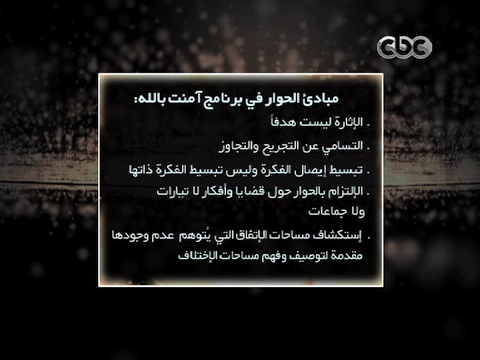 cbc
مبادئ الحوار في برنامج آمنت بالله:
. الإثارة ليست هدفاً
. التسامي عن التجريح والتجاوز
. تبسيط إيصال الفكرة وليس تبسيط الفكرة ذاتها
. الإلتزام بالحوار حول قضايا وأفكار لا تيارات
ولا جماعات
. إستكشاف مساحات الإتفاق التي يُتوهم عدم وجودها
مقدمة لتوصيف وفهم مساحات الإختلاف